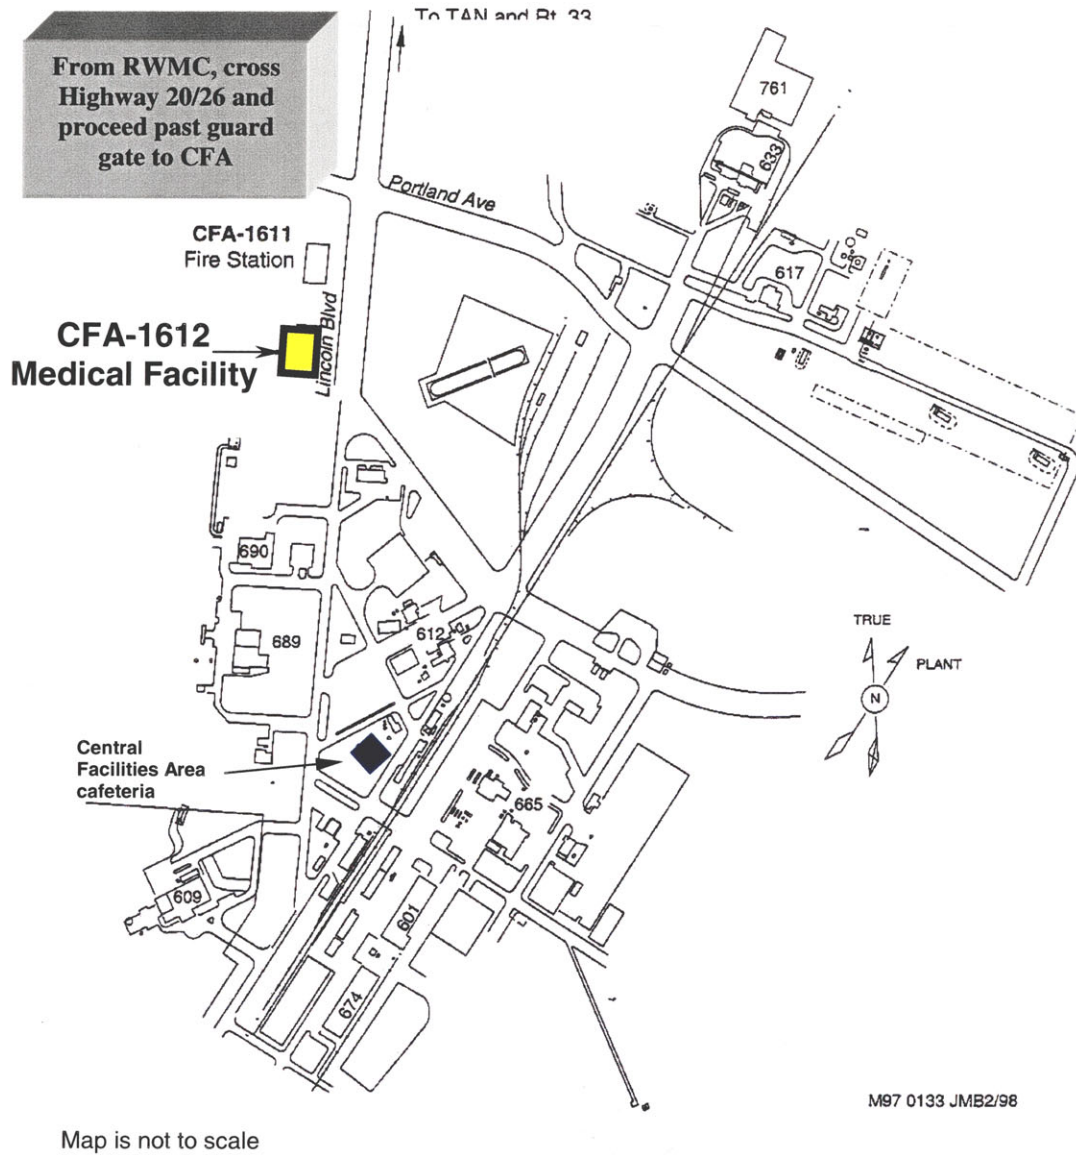 To TAN and Rt. 33
From RWMC, cross
Highway 20/26 and
proceed past guard
gate to CFA
761
633
Portland Ave
CFA-1611
Fire Station
617
CFA-1612
Medical Facility
Lincoln Blvd
690
612
689
TRUE
PLANT
N
Central
Facilities Area
cafeteria
665
609
601
674
M97 0133 JMB2/98
Map is not to scale